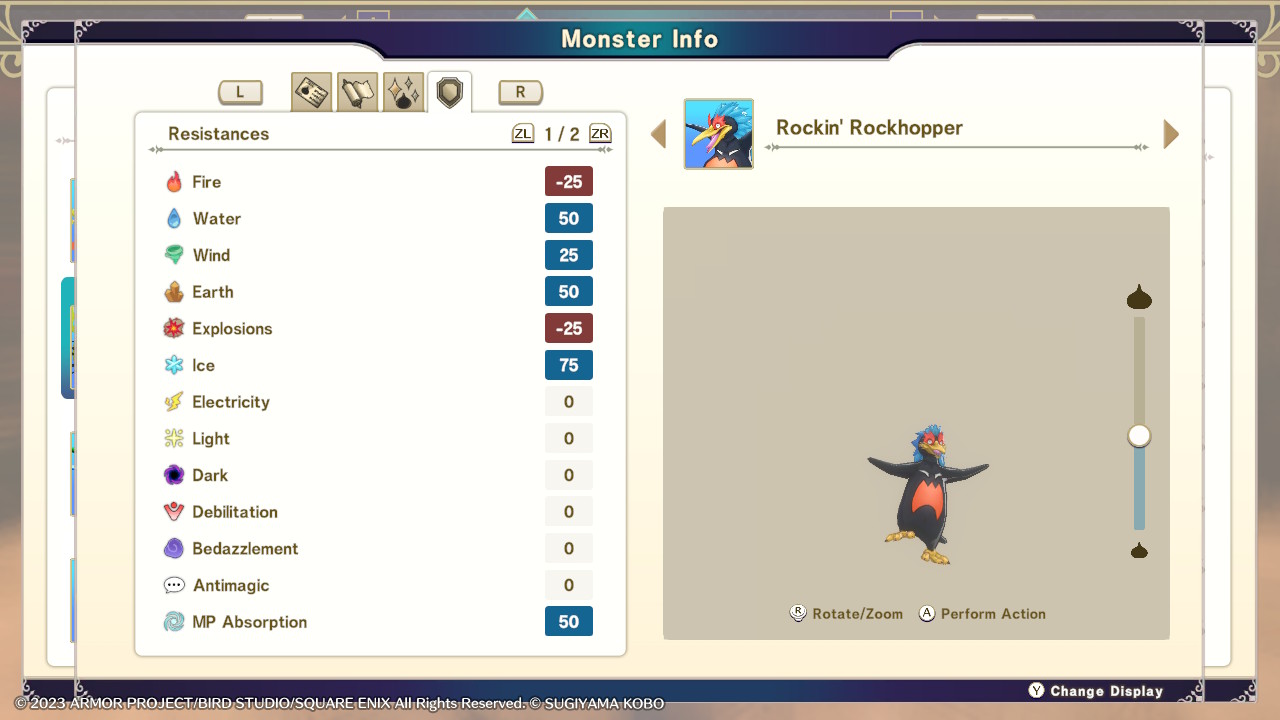 Monster Info
L
R
Resistances
ZL 1 / 2 ZR
Fire -25
Water 50
Wind 25
Earth 50
Explosions -25
Ice 75
Electricity 0
Light 0
Dark 0
Debilitation 0
Bedazzlement 0
Antimagic 0
MP Absorption 50
Rockin' Rockhopper
R Rotate/Zoom A Perform Action
Y Change Display
© 2023 ARMOR PROJECT/BIRD STUDIO/SQUARE ENIX All Rights Reserved. © SUGIYAMA KOBO